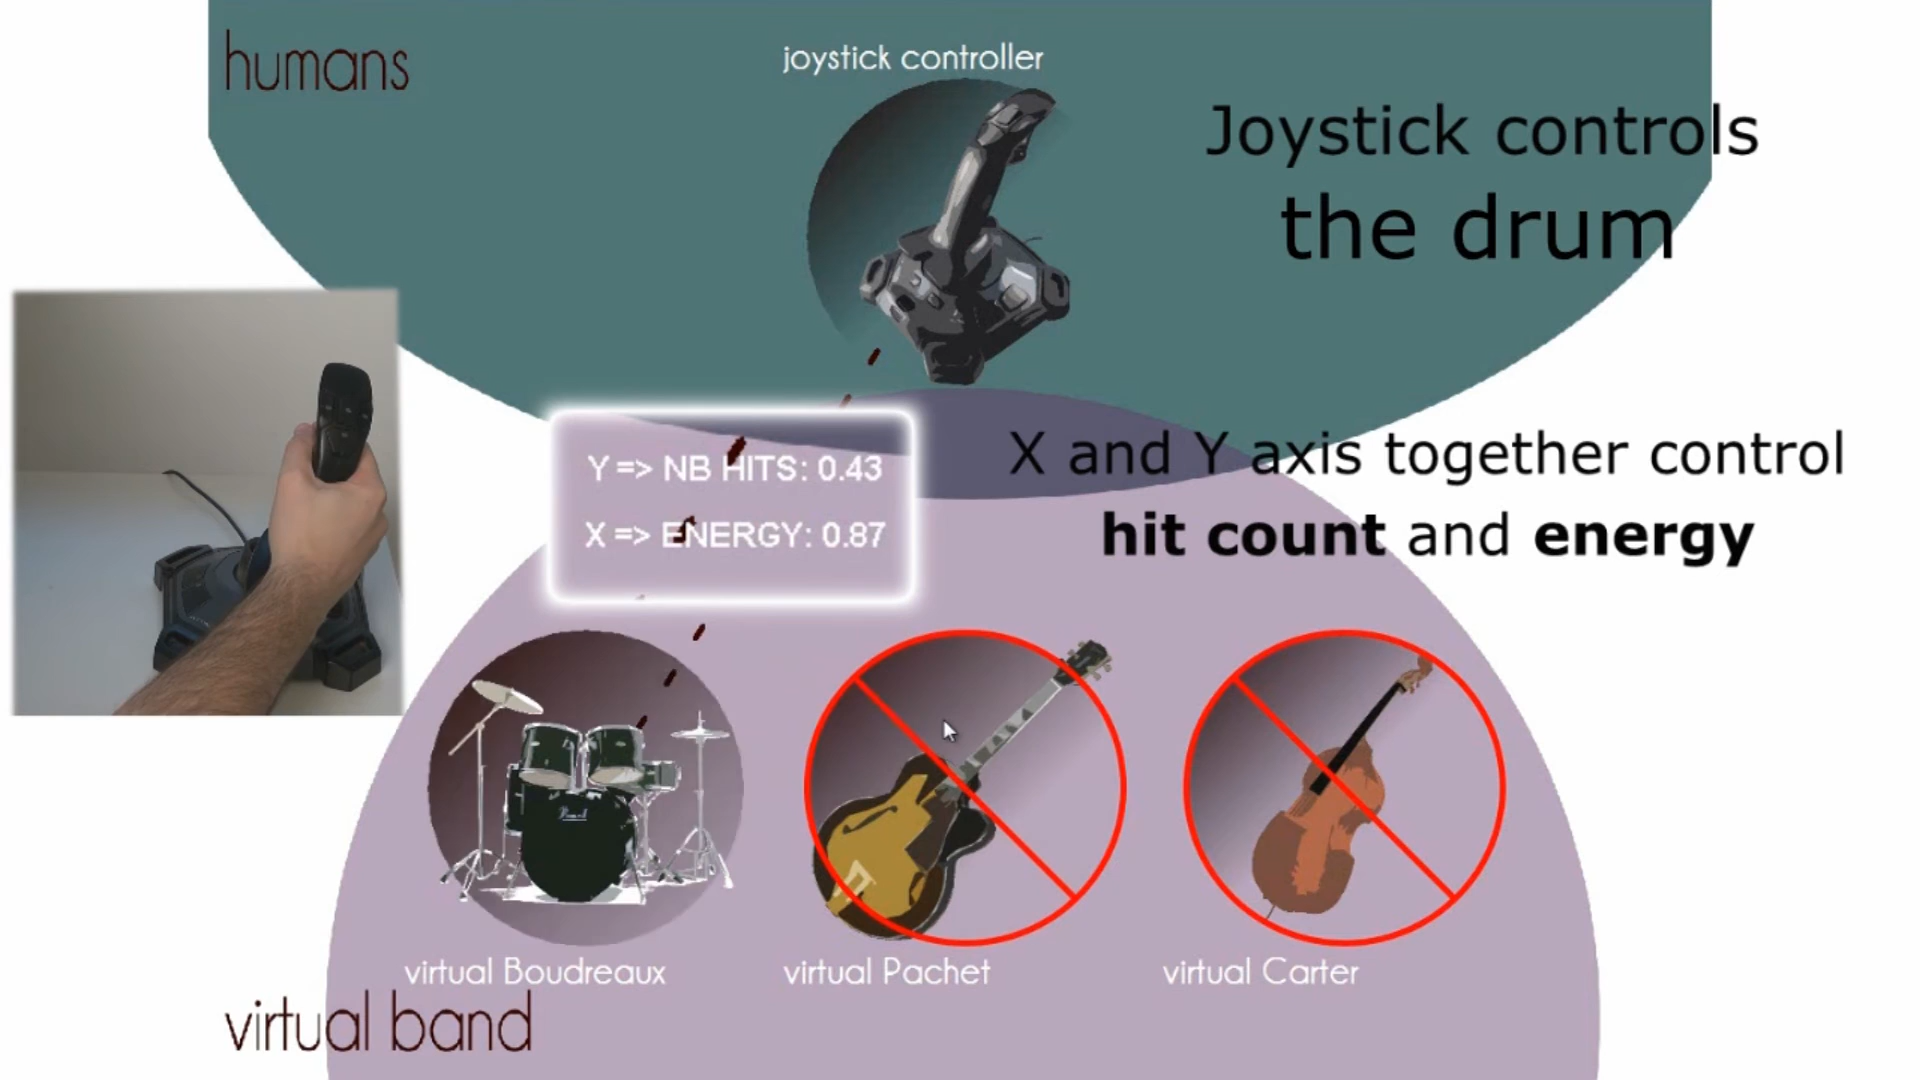 humans
joystick controller
Joystick controls
the drum
Y => NB HITS: 0.43
X => ENERGY: 0.87
X and Y axis together control
hit count and energy
Pearl
virtual Boudreaux
virtual Pachet
virtual Carter
virtual band